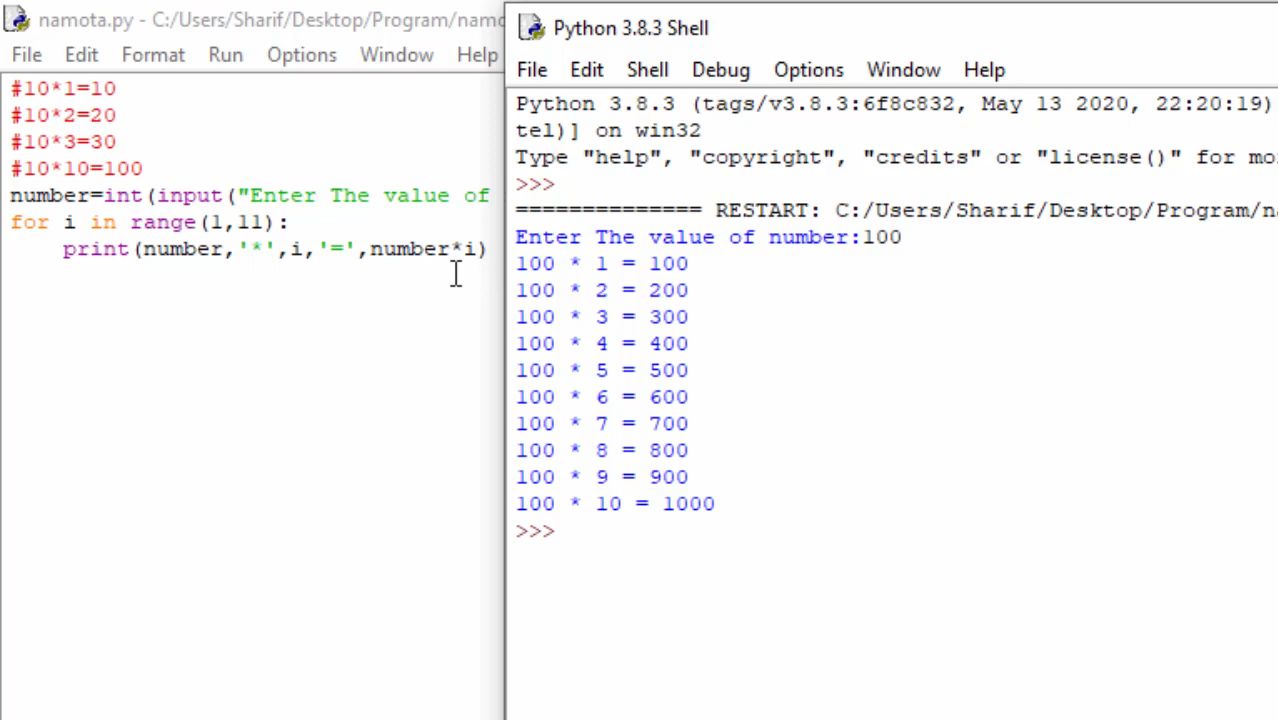 namota.py - C:/Users/Sharif/Desktop/Program/namo
File Edit Format Run Options Window Help
#10*1=10
#10*2=20
#10*3=30
#10*10=100
number=int(input("Enter The value of
for i in range(1,11):
    print(number,'*',i,'=',number*i)
Python 3.8.3 Shell
File Edit Shell Debug Options Window Help
Python 3.8.3 (tags/v3.8.3:6f8c832, May 13 2020, 22:20:19)
tel)] on win32
Type "help", "copyright", "credits" or "license()" for mo
>>>
============== RESTART: C:/Users/Sharif/Desktop/Program/na
Enter The value of number:100
100 * 1 = 100
100 * 2 = 200
100 * 3 = 300
100 * 4 = 400
100 * 5 = 500
100 * 6 = 600
100 * 7 = 700
100 * 8 = 800
100 * 9 = 900
100 * 10 = 1000
>>>